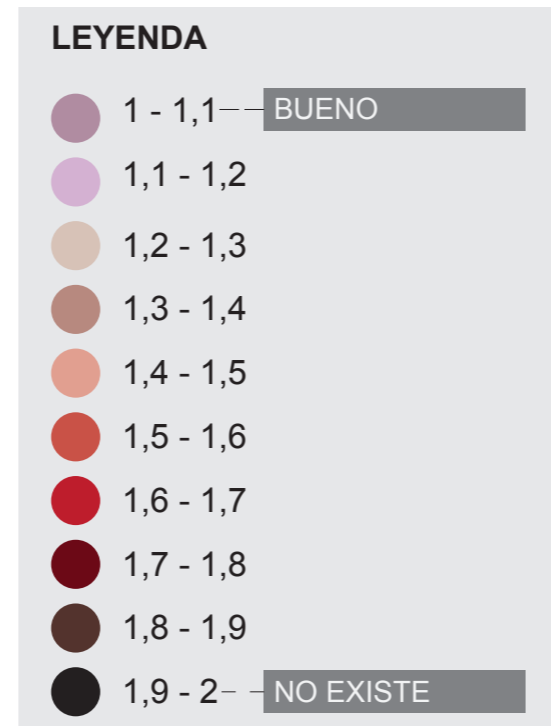 LEYENDA
1 - 1,1 BUENO
1,1 - 1,2
1,2 - 1,3
1,3 - 1,4
1,4 - 1,5
1,5 - 1,6
1,6 - 1,7
1,7 - 1,8
1,8 - 1,9
1,9 - 2 NO EXISTE